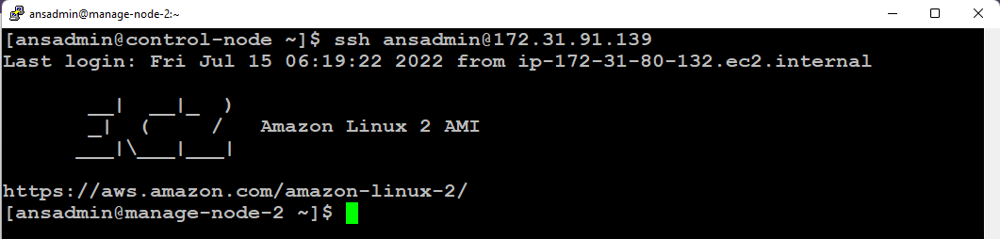 ansadmin@manage-node-2:~
[ansadmin@control-node ~]$ ssh ansadmin@172.31.91.139
Last login: Fri Jul 15 06:19:22 2022 from ip-172-31-80-132.ec2.internal
       __|  __|_  )
       _|  (     /   Amazon Linux 2 AMI
      ___|\___|___|
https://aws.amazon.com/amazon-linux-2/
[ansadmin@manage-node-2 ~]$